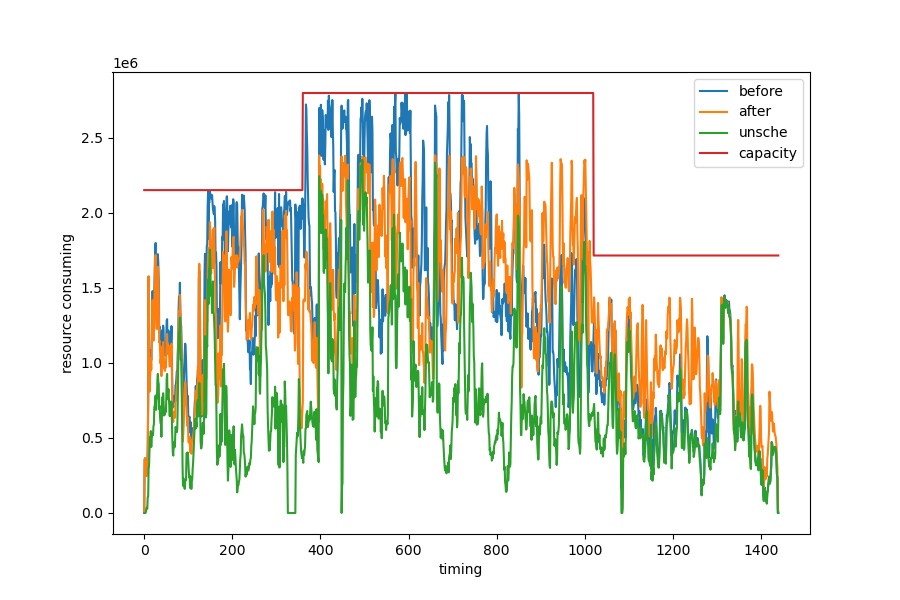 1e6
before
after
unsche
capacity
2.5
2.0
1.5
1.0
0.5
0.0
resource consuming
0 200 400 600 800 1000 1200 1400
timing